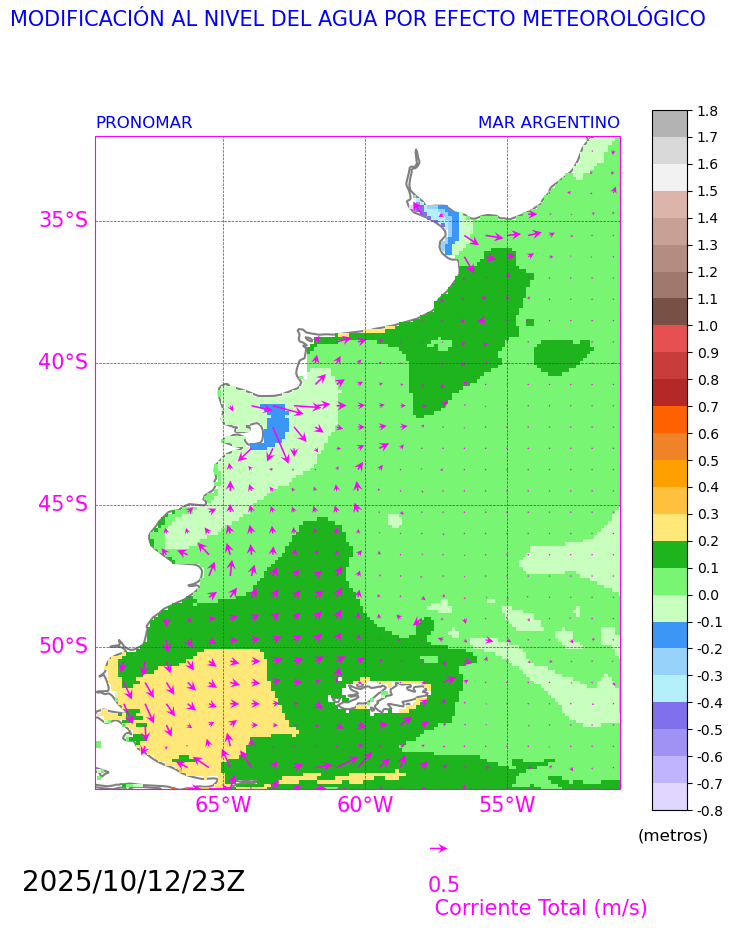 MODIFICACIÓN AL NIVEL DEL AGUA POR EFECTO METEOROLÓGICO
PRONOMAR
MAR ARGENTINO
35°S
40°S
45°S
50°S
65°W
60°W
55°W
1.8
1.7
1.6
1.5
1.4
1.3
1.2
1.1
1.0
0.9
0.8
0.7
0.6
0.5
0.4
0.3
0.2
0.1
0.0
-0.1
-0.2
-0.3
-0.4
-0.5
-0.6
-0.7
-0.8
(metros)
2025/10/12/23Z
0.5
Corriente Total (m/s)